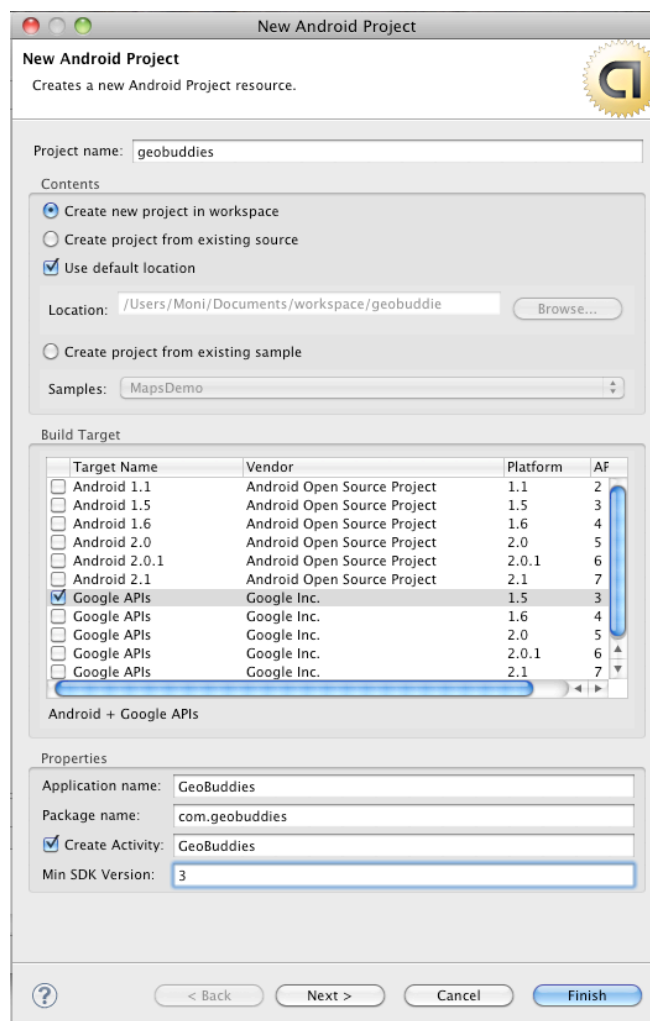 New Android Project
New Android Project
Creates a new Android Project resource.
Project name: geobuddies
Contents
Create new project in workspace
Create project from existing source
Use default location
Location: /Users/Moni/Documents/workspace/geobuddie Browse...
Create project from existing sample
Samples: MapsDemo
Build Target
Target Name Vendor Platform AF
Android 1.1 Android Open Source Project 1.1 2
Android 1.5 Android Open Source Project 1.5 3
Android 1.6 Android Open Source Project 1.6 4
Android 2.0 Android Open Source Project 2.0 5
Android 2.0.1 Android Open Source Project 2.0.1 6
Android 2.1 Android Open Source Project 2.1 7
Google APIs Google Inc. 1.5 3
Google APIs Google Inc. 1.6 4
Google APIs Google Inc. 2.0 5
Google APIs Google Inc. 2.0.1 6
Google APIs Google Inc. 2.1 7
Android + Google APIs
Properties
Application name: GeoBuddies
Package name: com.geobuddies
Create Activity: GeoBuddies
Min SDK Version: 3
? < Back Next > Cancel Finish